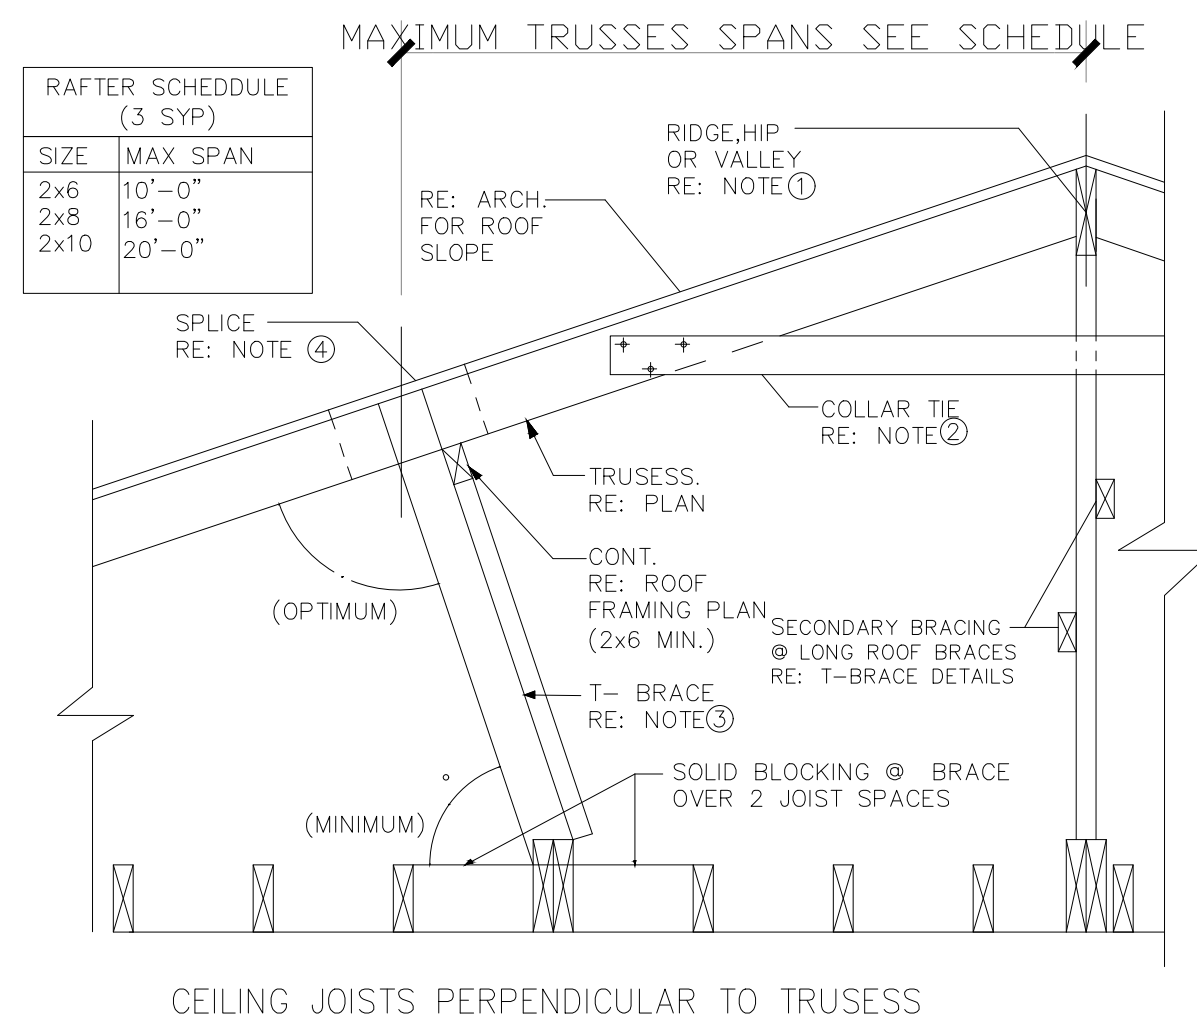 MAXIMUM TRUSSES SPANS SEE SCHEDULE
RAFTER SCHEDDULE
(3 SYP)
SIZE MAX SPAN
2x6 10'-0"
2x8 16'-0"
2x10 20'-0"
RIDGE,HIP
OR VALLEY
RE: NOTE 1
RE: ARCH.
FOR ROOF
SLOPE
SPLICE
RE: NOTE 4
COLLAR TIE
RE: NOTE 2
TRUSESS.
RE: PLAN
CONT.
RE: ROOF
FRAMING PLAN
(2x6 MIN.)
(OPTIMUM)
SECONDARY BRACING
@ LONG ROOF BRACES
RE: T-BRACE DETAILS
T- BRACE
RE: NOTE 3
SOLID BLOCKING @ BRACE
OVER 2 JOIST SPACES
(MINIMUM)
CEILING JOISTS PERPENDICULAR TO TRUSESS